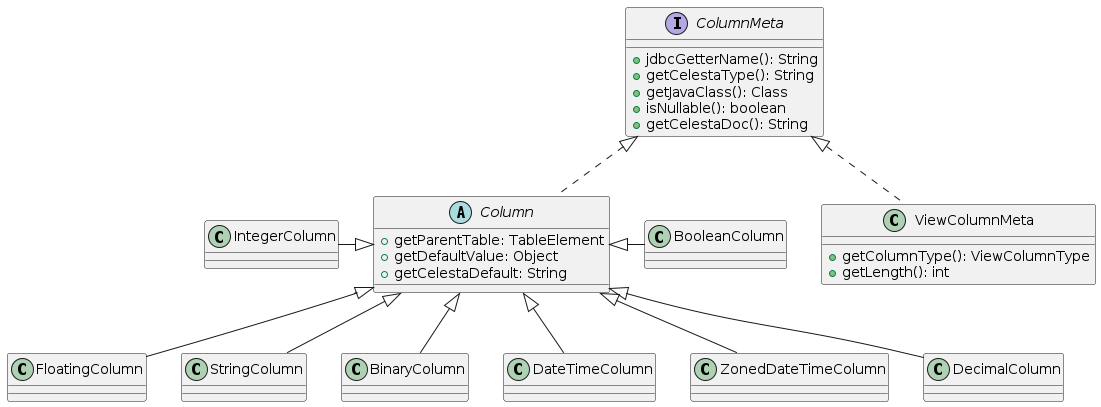 I ColumnMeta
jdbcGetterName(): String
getCelestaType(): String
getJavaClass(): Class
isNullable(): boolean
getCelestaDoc(): String
A Column
getParentTable: TableElement
getDefaultValue: Object
getCelestaDefault: String
C IntegerColumn
C BooleanColumn
C ViewColumnMeta
getColumnType(): ViewColumnType
getLength(): int
C FloatingColumn
C StringColumn
C BinaryColumn
C DateTimeColumn
C ZonedDateTimeColumn
C DecimalColumn